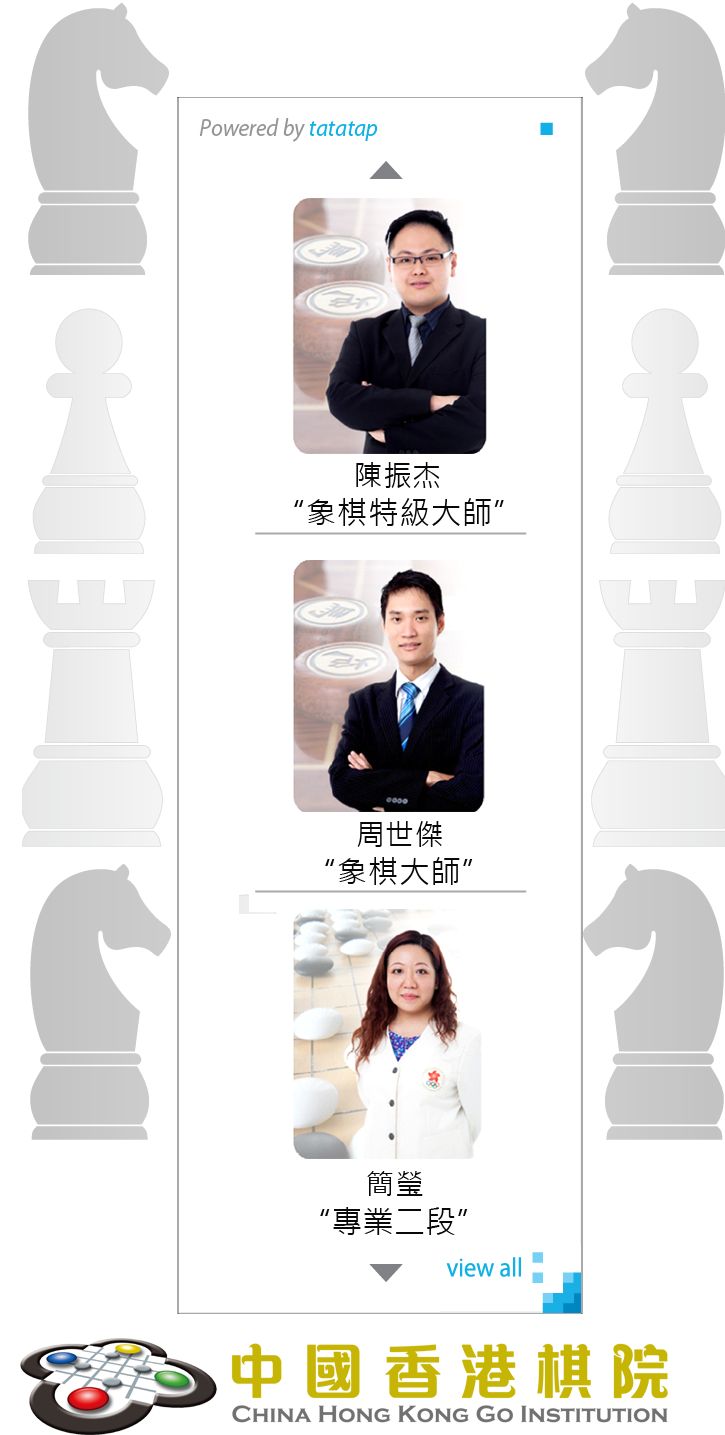 Powered by tatatap
陳振杰
“象棋特級大師”
周世傑
“象棋大師”
簡瑩
“專業二段”
view all
中國香港棋院
CHINA HONG KONG GO INSTITUTION